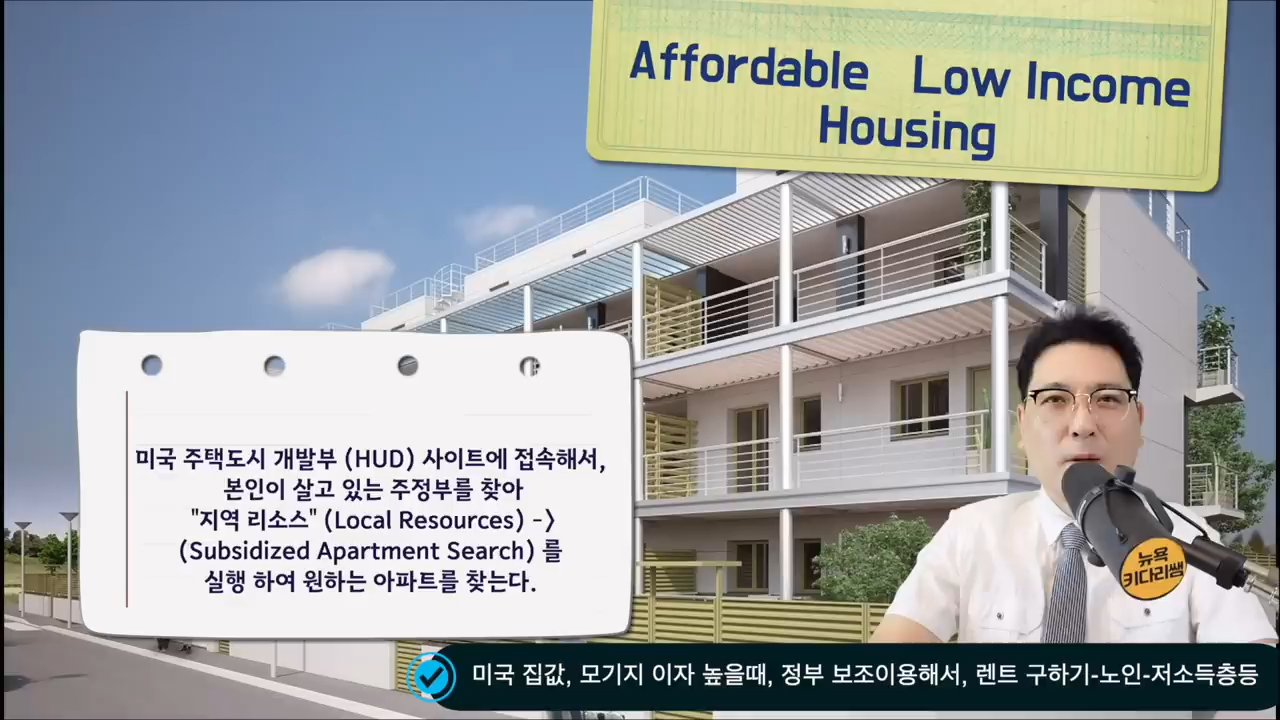 Affordable Low Income
Housing
미국 주택도시 개발부 (HUD) 사이트에 접속해서,
본인이 살고 있는 주정부를 찾아
"지역 리소스" (Local Resources) -〉
(Subsidized Apartment Search) 를
실행 하여 원하는 아파트를 찾는다.
뉴욕
키다리쌤
미국 집값, 모기지 이자 높을때, 정부 보조이용해서, 렌트 구하기-노인-저소득층등